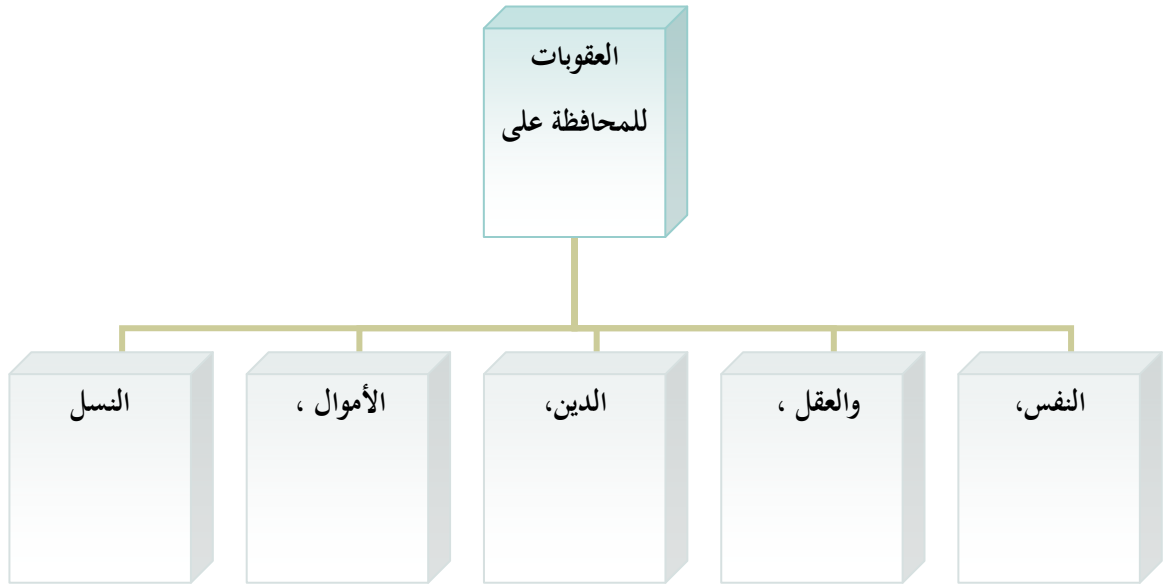 العقوبات
للمحافظة على
النفس،
والعقل ،
الدين،
الأموال ،
النسل